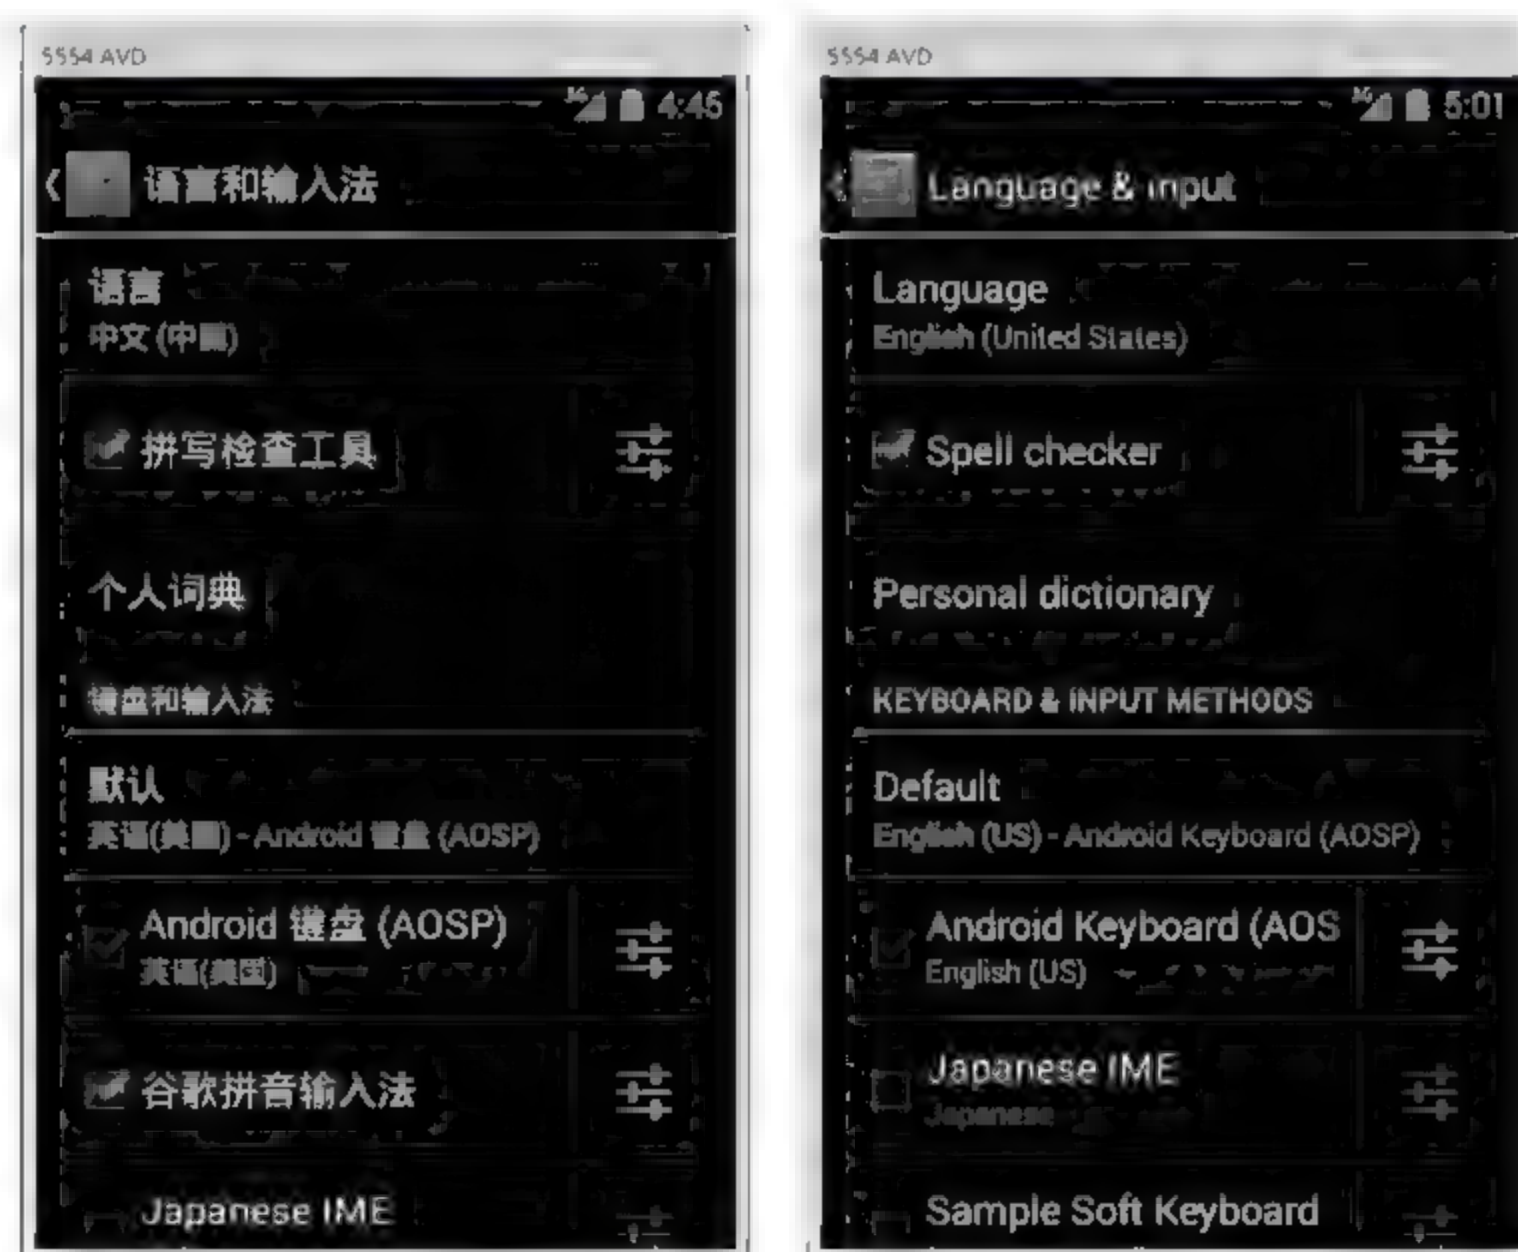 5554 AVD
4:45
语言和输入法
语言
中文 (中国)
拼写检查工具
个人词典
键盘和输入法
默认
英语(美国) - Android 键盘 (AOSP)
Android 键盘 (AOSP)
英语(美国)
谷歌拼音输入法
Japanese IME
5554 AVD
5:01
Language & input
Language
English (United States)
Spell checker
Personal dictionary
KEYBOARD & INPUT METHODS
Default
English (US) - Android Keyboard (AOSP)
Android Keyboard (AOS
English (US)
Japanese IME
Japanese
Sample Soft Keyboard